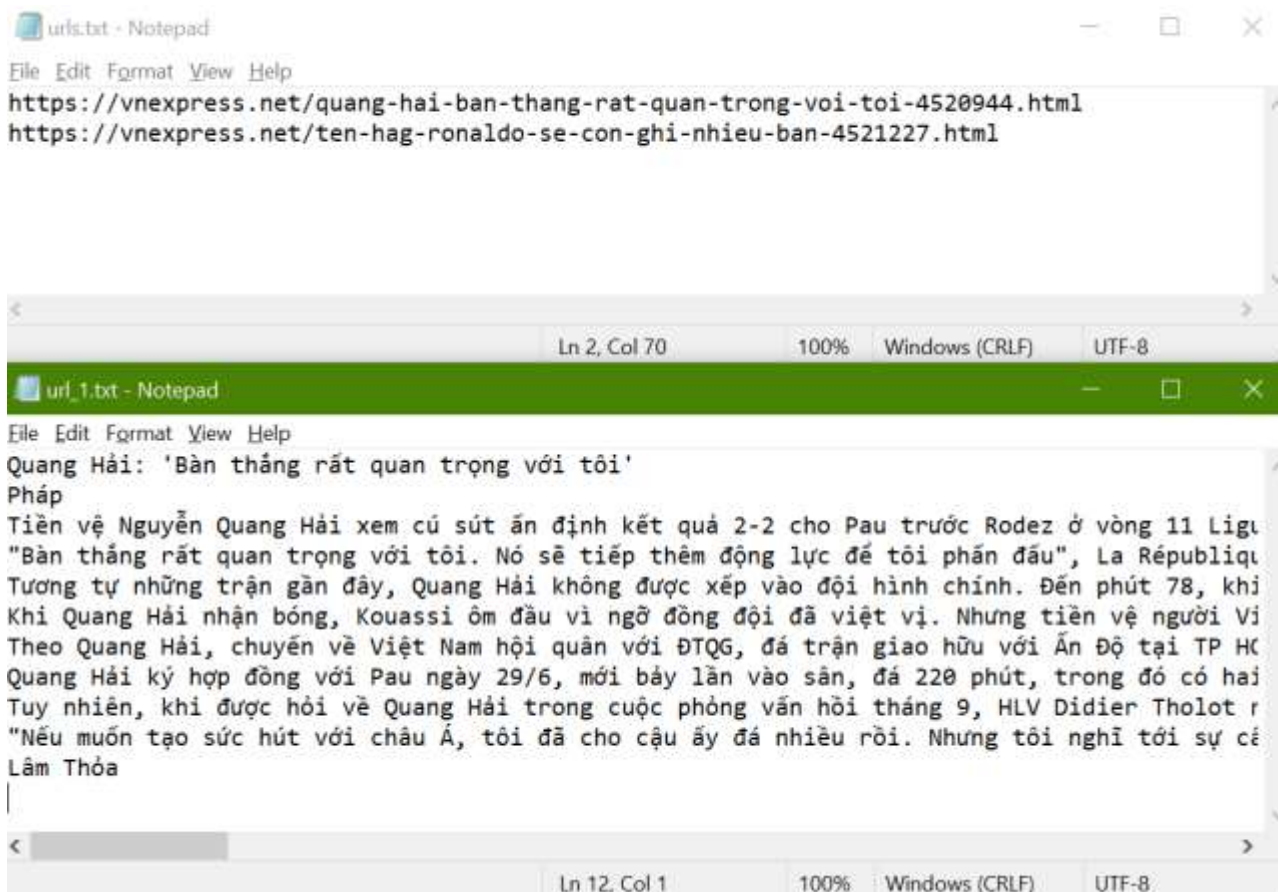 urls.txt - Notepad
File Edit Format View Help
https://vnexpress.net/quang-hai-ban-thang-rat-quan-trong-voi-toi-4520944.html
https://vnexpress.net/ten-hag-ronaldo-se-con-ghi-nhieu-ban-4521227.html
Ln 2, Col 70 100% Windows (CRLF) UTF-8
url_1.txt - Notepad
File Edit Format View Help
Quang Hải: 'Bàn thắng rất quan trọng với tôi'
Pháp
Tiền vệ Nguyễn Quang Hải xem cú sút ấn định kết quả 2-2 cho Pau trước Rodez ở vòng 11
"Bàn thắng rất quan trọng với tôi. Nó sẽ tiếp thêm động lực để tôi phấn đấu", La
Tương tự những trận gần đây, Quang Hải không được xếp vào đội hình chính. Đến phút 78, khi
Khi Quang Hải nhận bóng, Kouassi ôm đầu vì ngỡ đồng đội đã việt vị. Nhưng tiền vệ người
Theo Quang Hải, chuyến về Việt Nam hội quân với ĐTQG, đá trận giao hữu với Ấn Độ tại TP
Quang Hải ký hợp đồng với Pau ngày 29/6, mới bảy lần vào sân, đá 220 phút, trong đó có hai
Tuy nhiên, khi được hỏi về Quang Hải trong cuộc phỏng vấn hồi tháng 9, HLV Didier Tholot
"Nếu muốn tạo sức hút với châu Á, tôi đã cho cậu ấy đá nhiều rồi. Nhưng tôi nghĩ tới sự
Lâm Thỏa
Ln 12, Col 1 100% Windows (CRLF) UTF-8